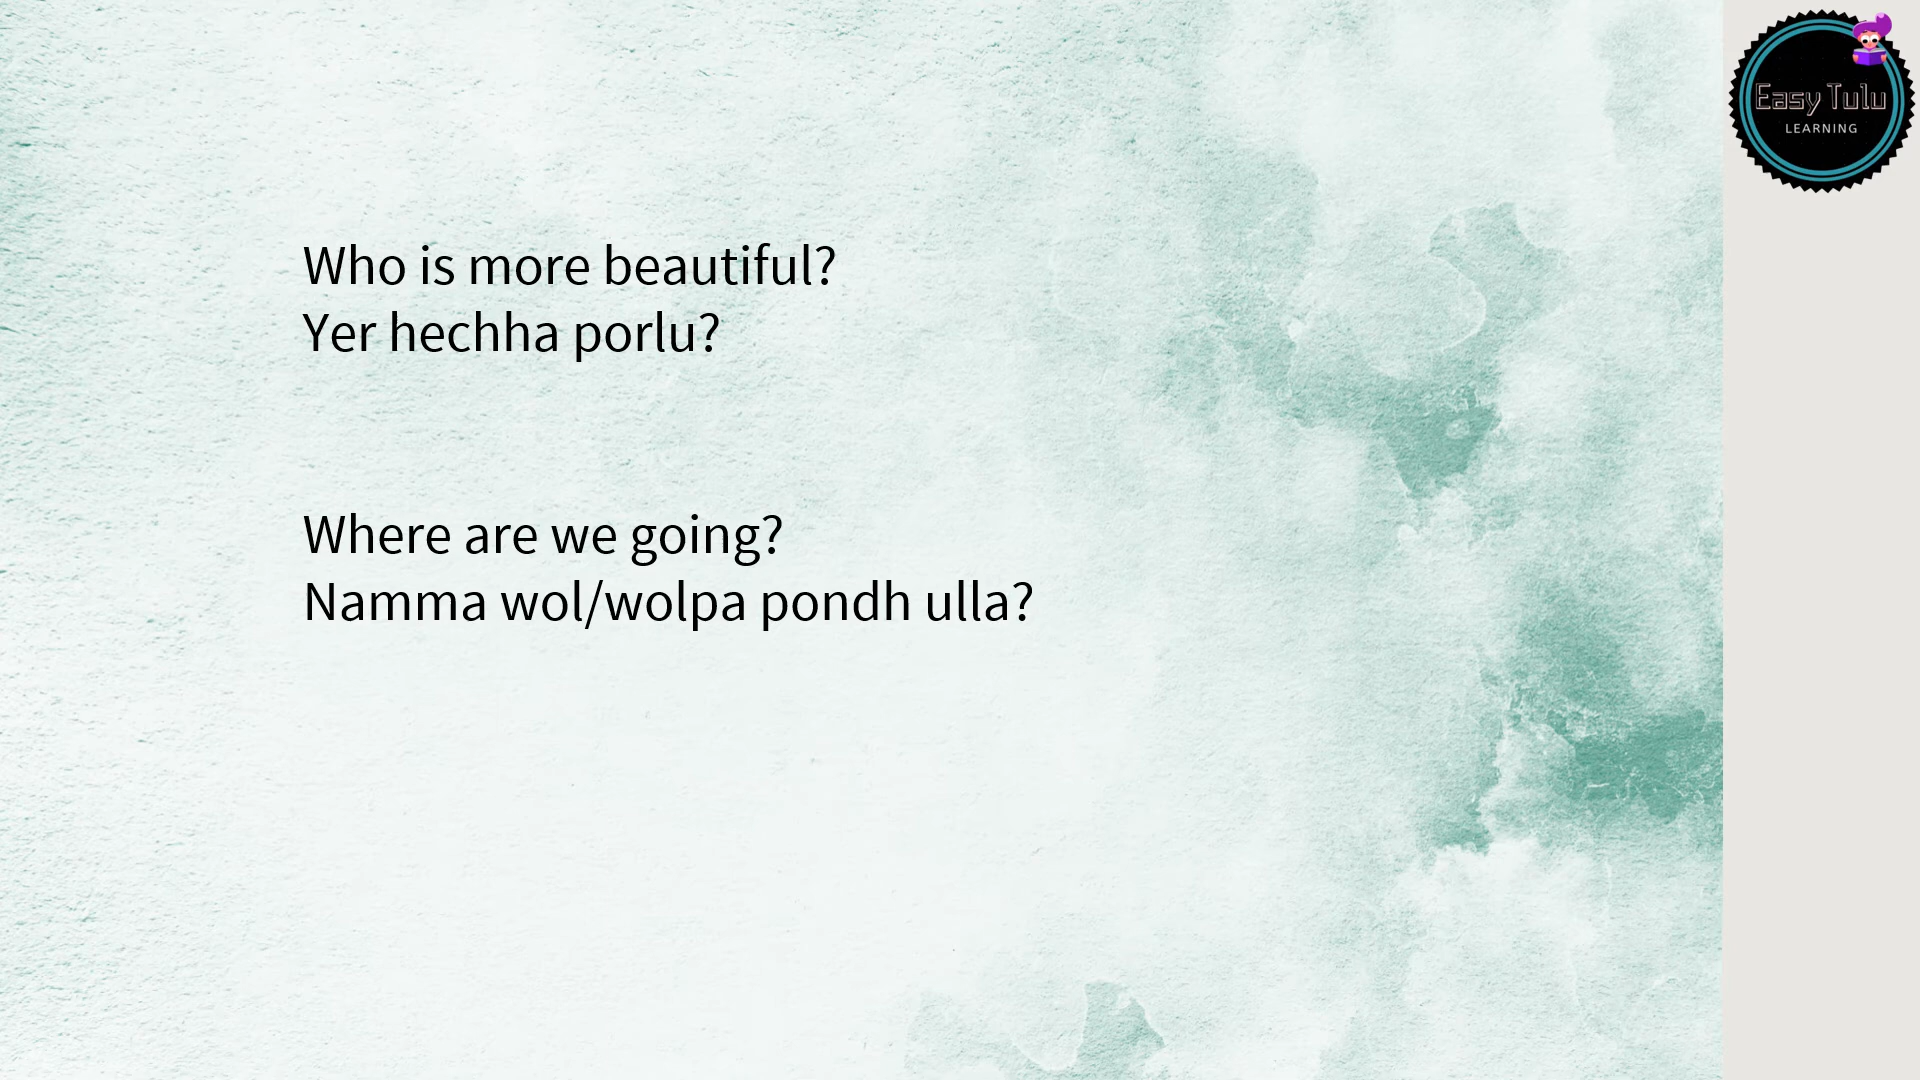 Easy Tulu
LEARNING
Who is more beautiful?
Yer hechha porlu?
Where are we going?
Namma wol/wolpa pondh ulla?